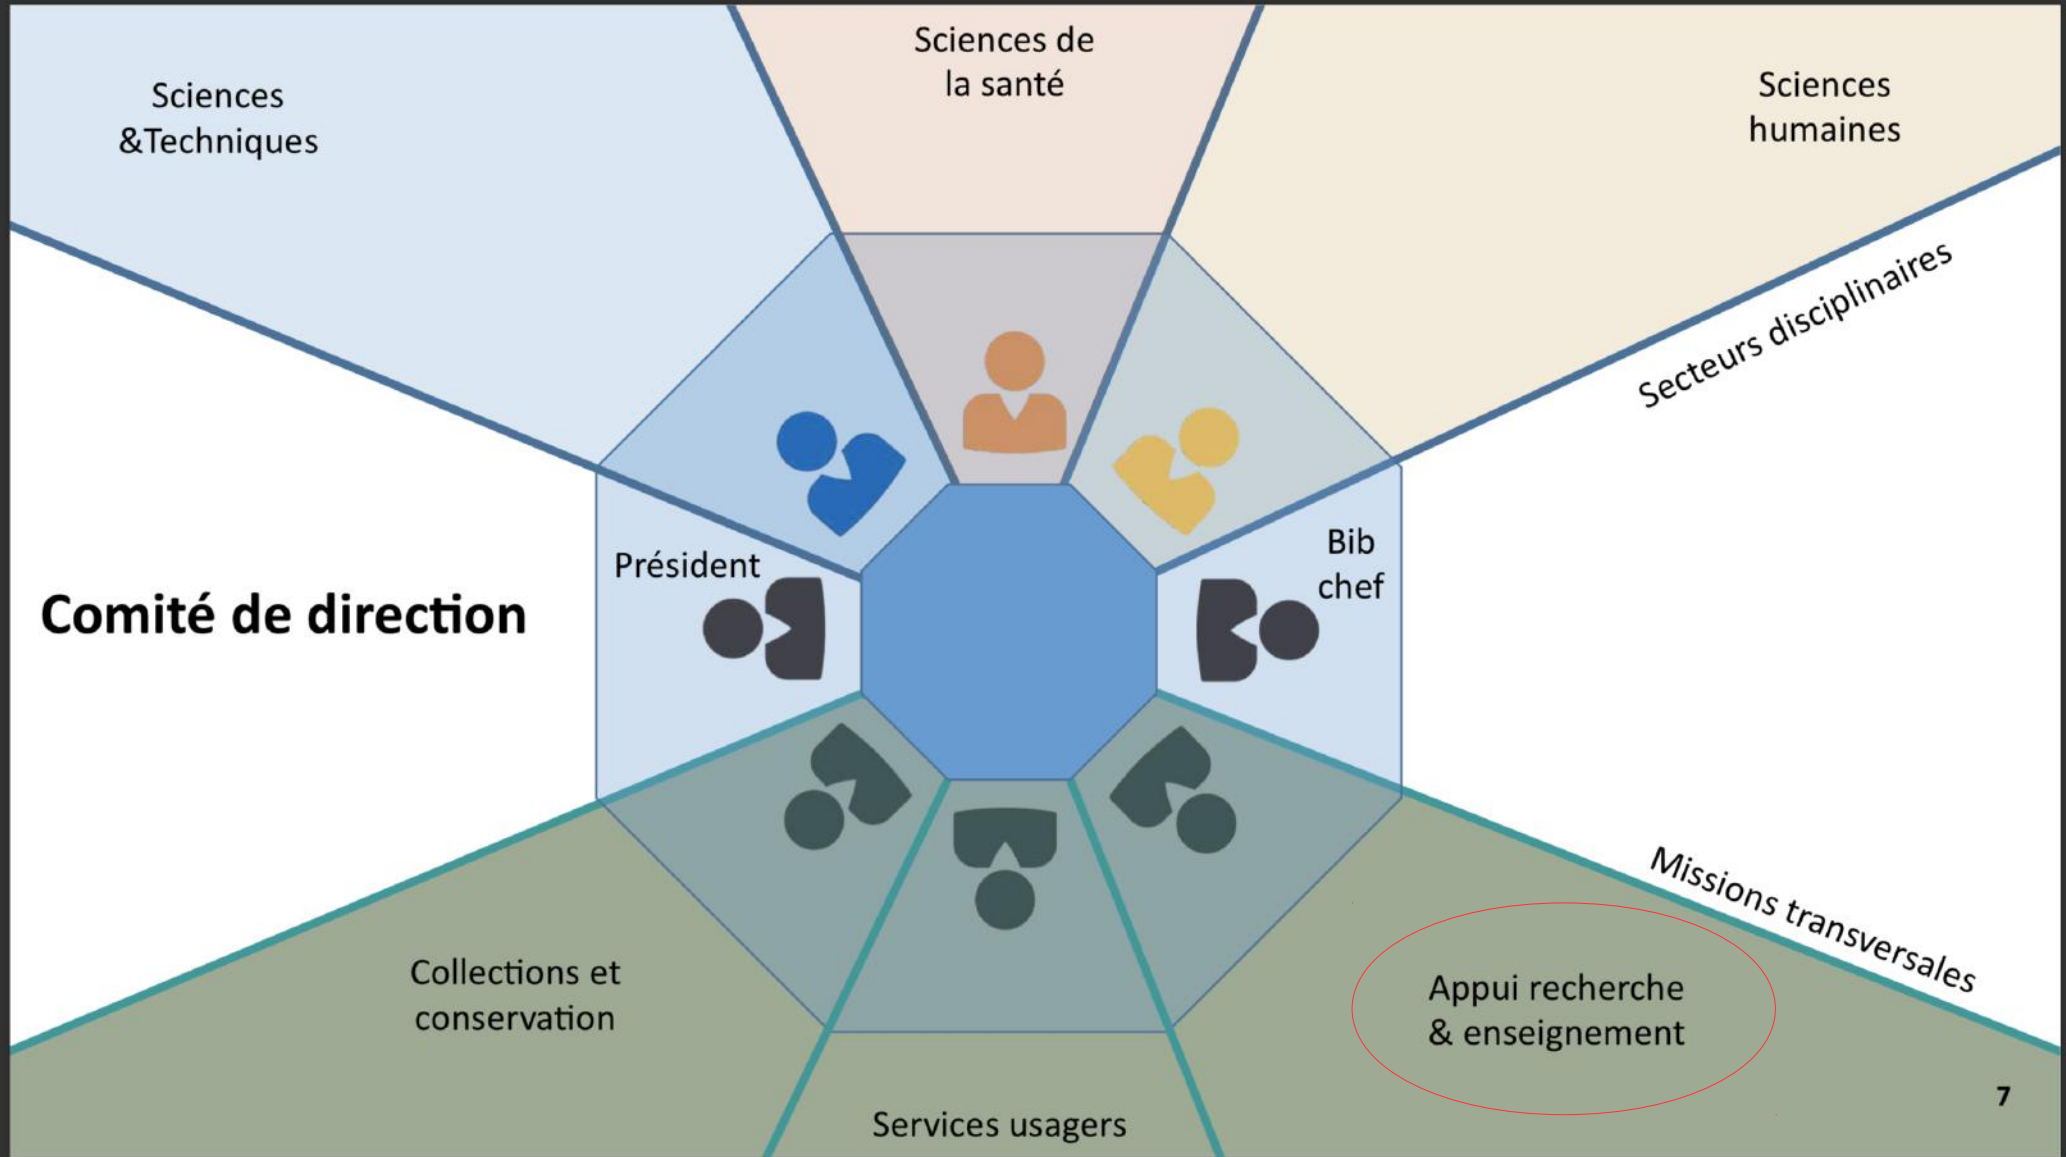 Sciences
&Techniques
Sciences de
la santé
Sciences
humaines
Secteurs disciplinaires
Président
Bib
chef
Comité de direction
Missions transversales
Collections et
conservation
Services usagers
Appui recherche
& enseignement
7